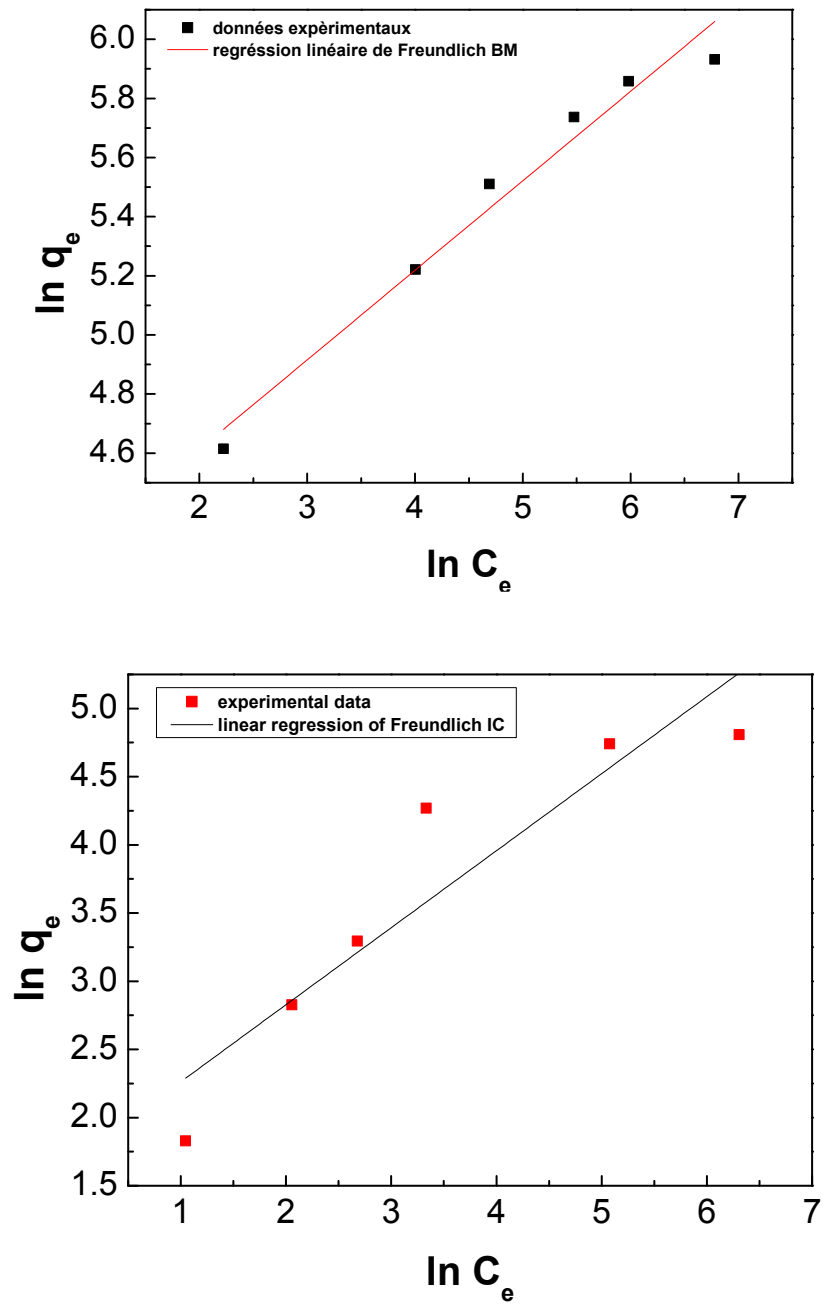 données expèrimentaux
regréssion linéaire de Freundlich BM
6.0
5.8
5.6
5.4
5.2
5.0
4.8
4.6
ln qe
2 3 4 5 6 7
ln Ce
experimental data
linear regression of Freundlich IC
5.0
4.5
4.0
3.5
3.0
2.5
2.0
1.5
ln qe
1 2 3 4 5 6 7
ln Ce